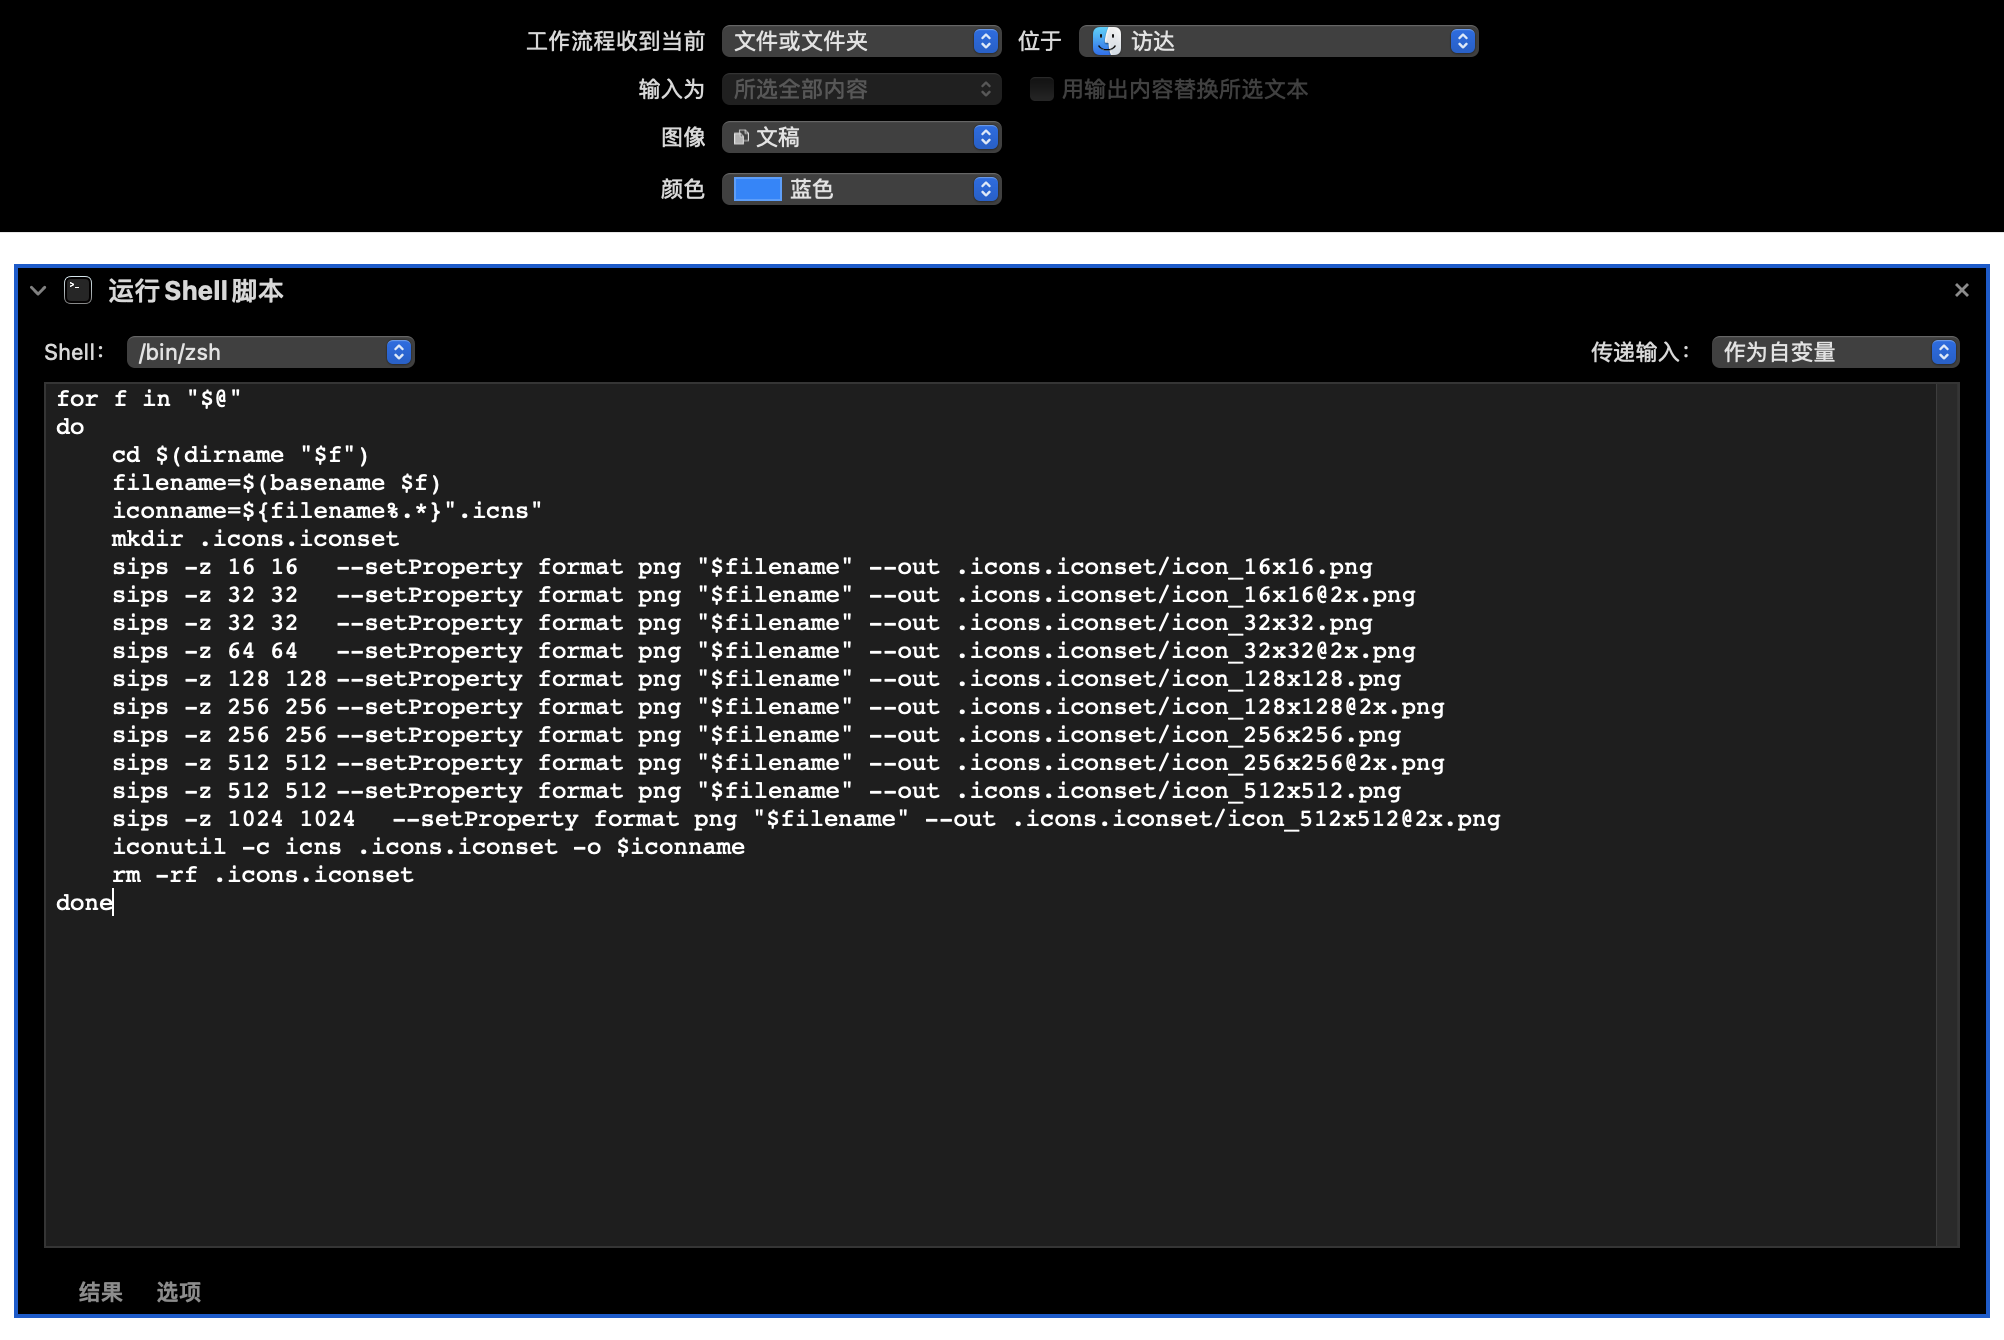 工作流程收到当前 文件或文件夹 位于 访达
输入为 所选全部内容 用输出内容替换所选文本
图像 文稿
颜色 蓝色
运行 Shell 脚本
Shell: /bin/zsh 传递输入: 作为自变量
for f in "$@"
do
    cd $(dirname "$f")
    filename=$(basename $f)
    iconname=${filename%.*}".icns"
    mkdir .icons.iconset
    sips -z 16 16   --setProperty format png "$filename" --out .icons.iconset/icon_16x16.png
    sips -z 32 32   --setProperty format png "$filename" --out .icons.iconset/icon_16x16@2x.png
    sips -z 32 32   --setProperty format png "$filename" --out .icons.iconset/icon_32x32.png
    sips -z 64 64   --setProperty format png "$filename" --out .icons.iconset/icon_32x32@2x.png
    sips -z 128 128 --setProperty format png "$filename" --out .icons.iconset/icon_128x128.png
    sips -z 256 256 --setProperty format png "$filename" --out .icons.iconset/icon_128x128@2x.png
    sips -z 256 256 --setProperty format png "$filename" --out .icons.iconset/icon_256x256.png
    sips -z 512 512 --setProperty format png "$filename" --out .icons.iconset/icon_256x256@2x.png
    sips -z 512 512 --setProperty format png "$filename" --out .icons.iconset/icon_512x512.png
    sips -z 1024 1024   --setProperty format png "$filename" --out .icons.iconset/icon_512x512@2x.png
    iconutil -c icns .icons.iconset -o $iconname
    rm -rf .icons.iconset
done
结果 选项